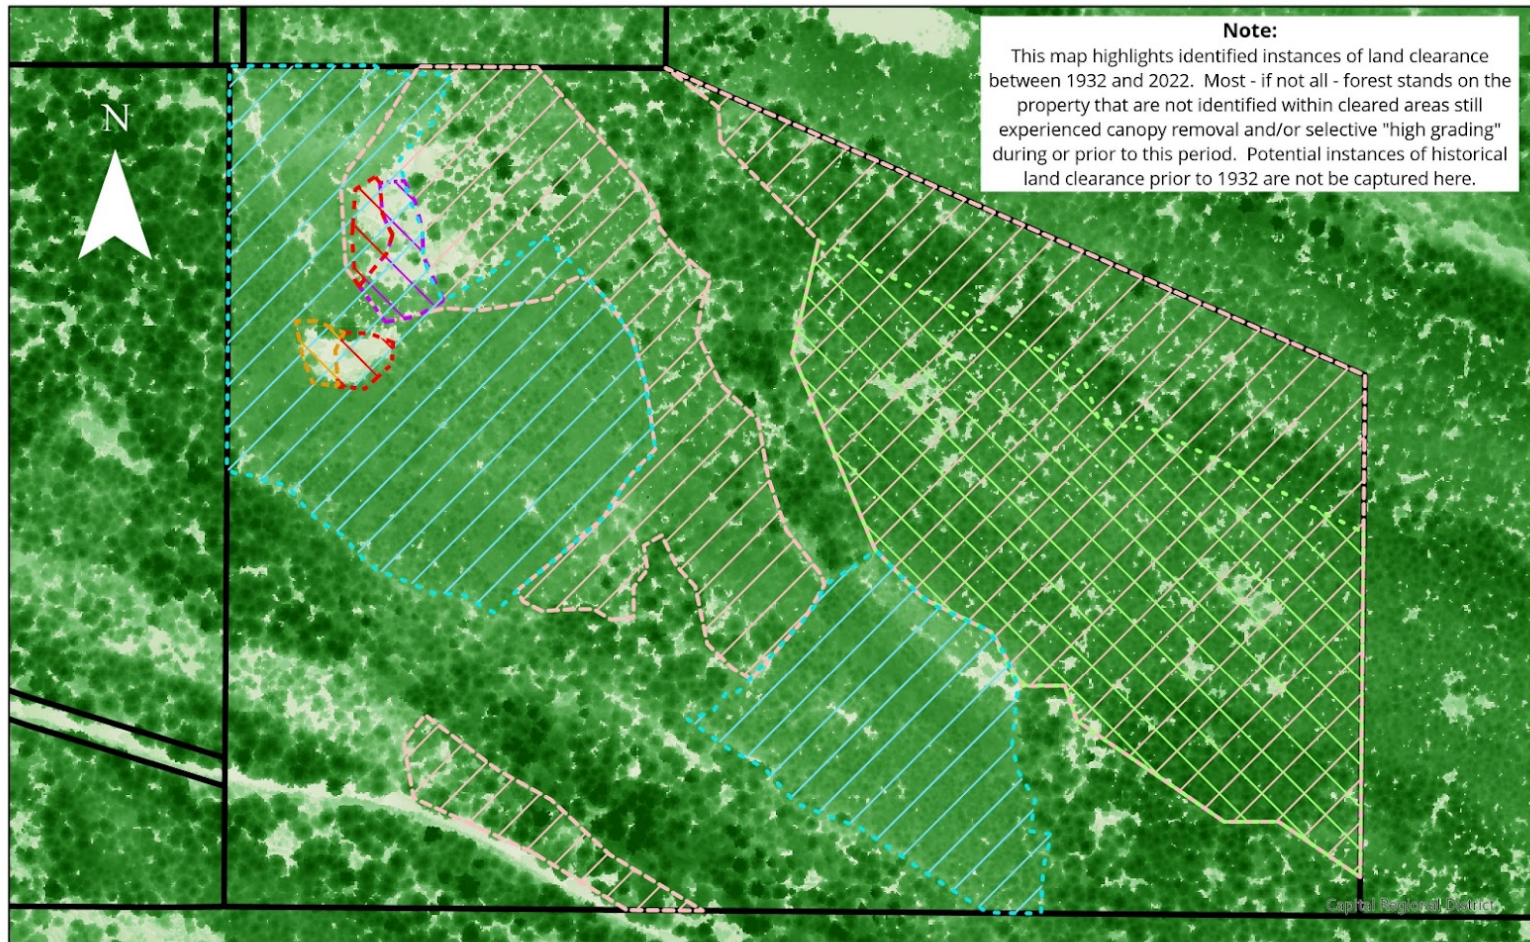 Note:
This map highlights identified instances of land clearance
between 1932 and 2022. Most - if not all - forest stands on the
property that are not identified within cleared areas still
experienced canopy removal and/or selective "high grading"
during or prior to this period. Potential instances of historical
land clearance prior to 1932 are not be captured here.
N
Capital Regional District